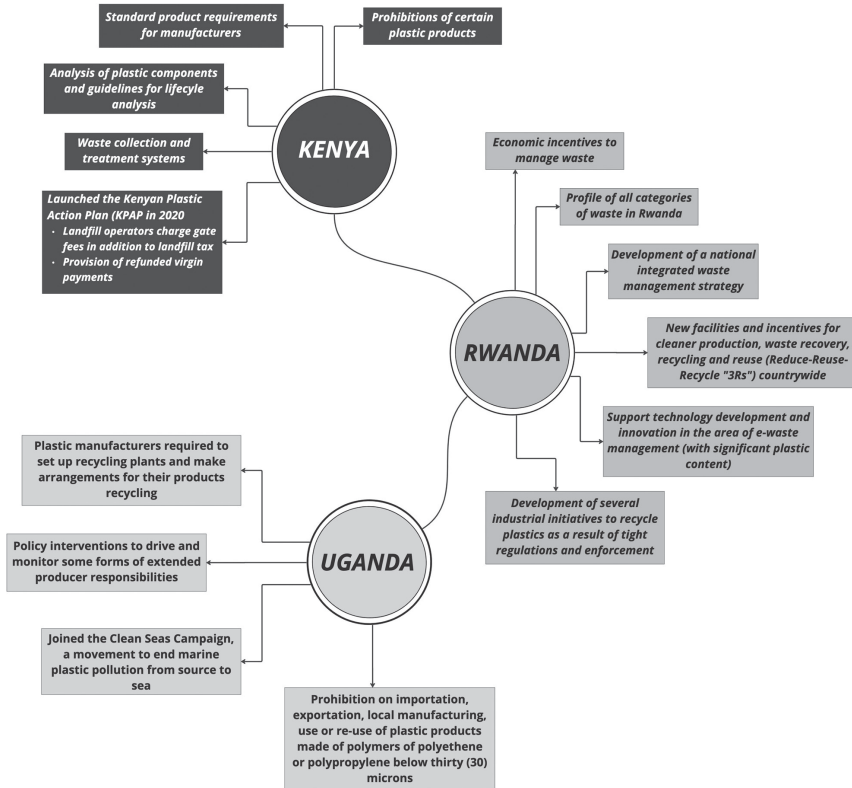 Standard product requirements
for manufacturers
Prohibitions of certain
plastic products
Analysis of plastic components
and guidelines for lifecyle
analysis
Waste collection and
treatment systems
Launched the Kenyan Plastic
Action Plan (KPAP in 2020
· Landfill operators charge gate
fees in addition to landfill tax
· Provision of refunded virgin
payments
KENYA
Economic incentives to
manage waste
Profile of all categories
of waste in Rwanda
Development of a national
integrated waste management
strategy
New facilities and incentives for
cleaner production, waste recovery,
recycling and reuse (Reduce-Reuse-
Recycle "3Rs") countrywide
Support technology development and
innovation in the area of e-waste
management (with significant plastic
content)
Development of several
industrial initiatives to recycle
plastics as a result of tight
regulations and enforcement
RWANDA
Plastic manufacturers required to
set up recycling plants and make
arrangements for their products
recycling
Policy interventions to drive and
monitor some forms of extended
producer responsibilities
Joined the Clean Seas Campaign,
a movement to end marine
plastic pollution from source to
sea
UGANDA
Prohibition on importation,
exportation, local manufacturing,
use or re-use of plastic products
made of polymers of polyethene
or polypropylene below thirty (30)
microns